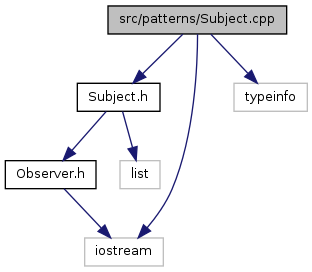 src/patterns/Subject.cpp
Subject.h
typeinfo
Observer.h
list
iostream